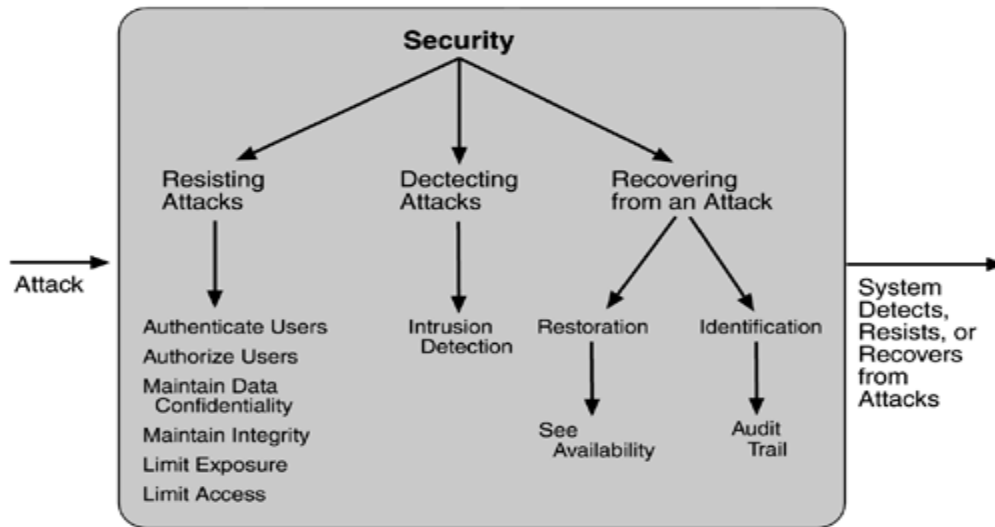 Security
Resisting
Attacks
Dectecting
Attacks
Recovering
from an Attack
Attack
System
Detects,
Resists, or
Recovers
from
Attacks
Authenticate Users
Authorize Users
Maintain Data
Confidentiality
Maintain Integrity
Limit Exposure
Limit Access
Intrusion
Detection
Restoration
Identification
See
Availability
Audit
Trail